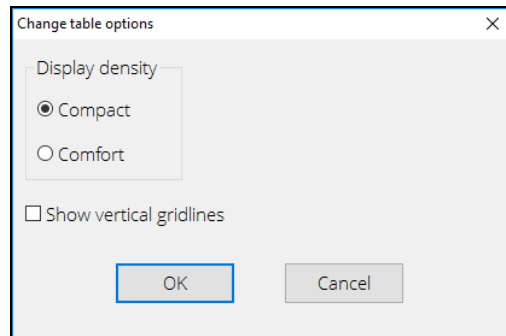 Change table options
Display density
Compact
Comfort
Show vertical gridlines
OK
Cancel